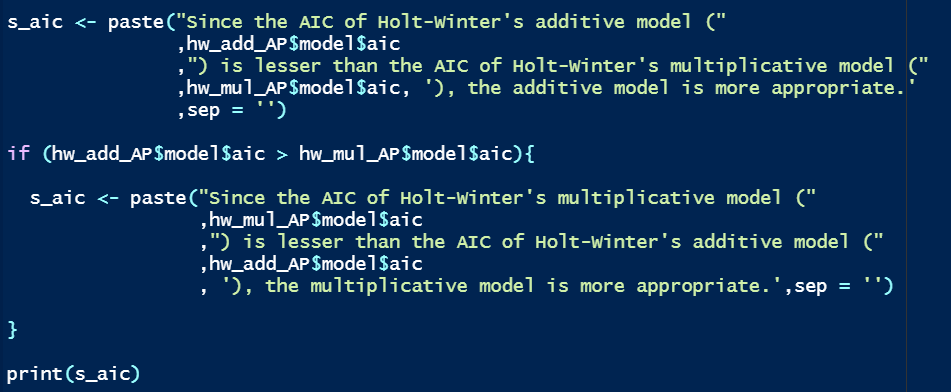 s_aic <- paste("Since the AIC of Holt-Winter's additive model ("
,hw_add_AP$model$aic
,") is lesser than the AIC of Holt-Winter's multiplicative model ("
,hw_mul_AP$model$aic, '), the additive model is more appropriate.'
,sep = '')
if (hw_add_AP$model$aic > hw_mul_AP$model$aic){
s_aic <- paste("Since the AIC of Holt-Winter's multiplicative model ("
,hw_mul_AP$model$aic
,") is lesser than the AIC of Holt-Winter's additive model ("
,hw_add_AP$model$aic
, '), the multiplicative model is more appropriate.',sep = '')
}
print(s_aic)